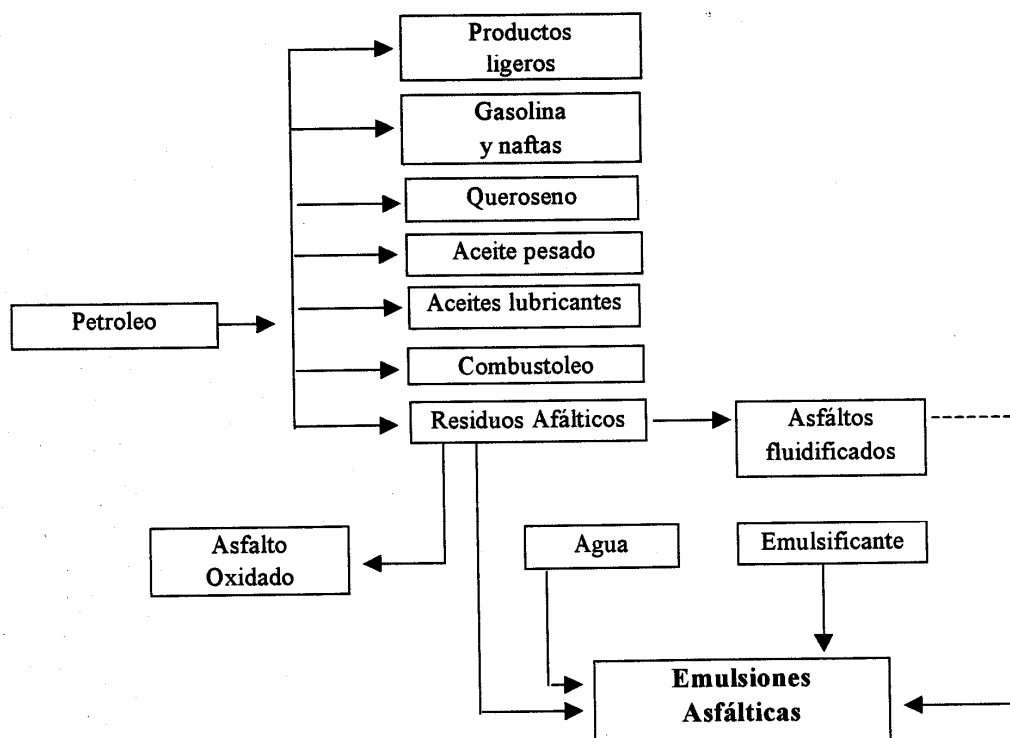 Productos
ligeros
Gasolina
y naftas
Queroseno
Aceite pesado
Aceites lubricantes
Petroleo
Combustoleo
Residuos Afálticos
Asfáltos
fluidificados
Asfalto
Oxidado
Agua
Emulsificante
Emulsiones
Asfálticas